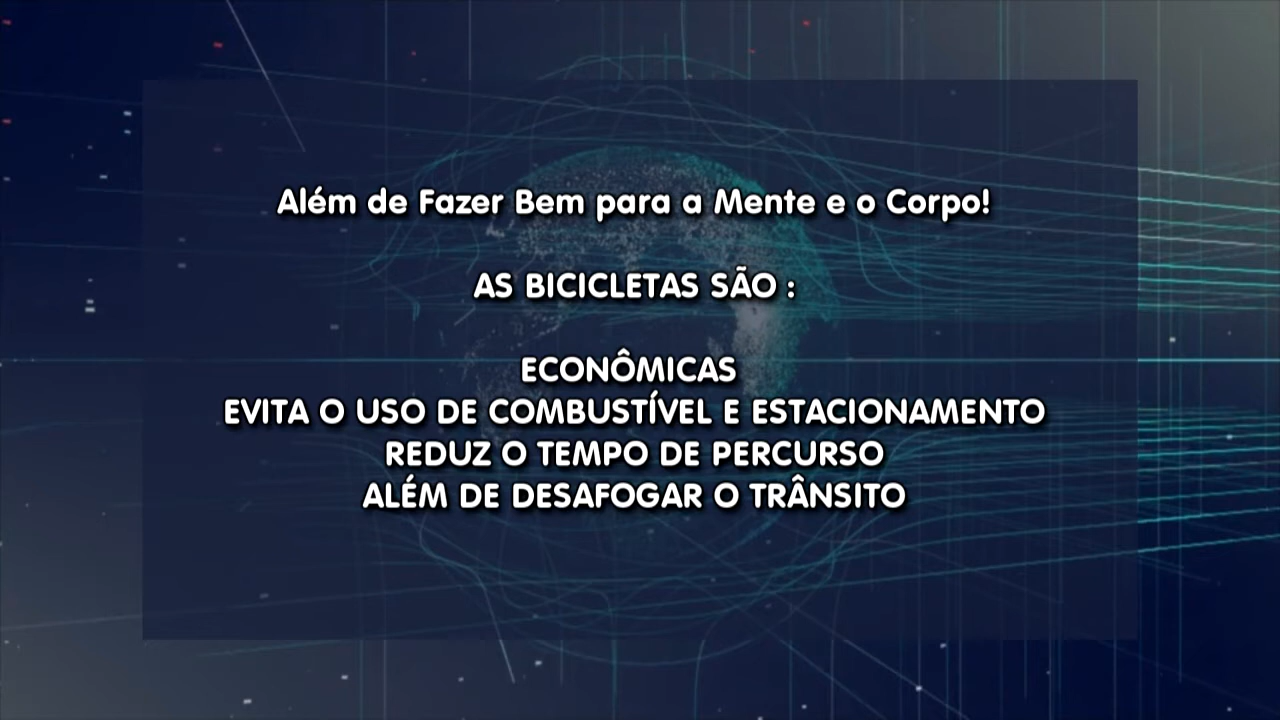 Além de Fazer Bem para a Mente e o Corpo!
AS BICICLETAS SÃO :
ECONÔMICAS
EVITA O USO DE COMBUSTÍVEL E ESTACIONAMENTO
REDUZ O TEMPO DE PERCURSO
ALÉM DE DESAFOGAR O TRÂNSITO